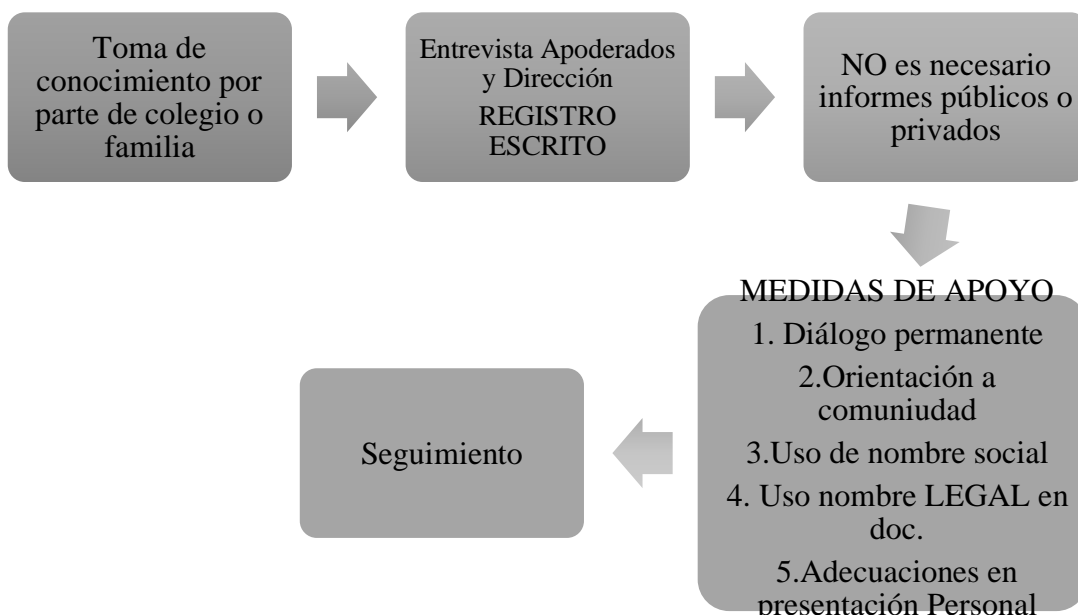 Toma de
conocimiento por
parte de colegio o
familia
Entrevista Apoderados
y Dirección
REGISTRO
ESCRITO
NO es necesario
informes públicos o
privados
MEDIDAS DE APOYO
1. Diálogo permanente
2.Orientación a
comuniudad
3.Uso de nombre social
4. Uso nombre LEGAL en
doc.
5.Adecuaciones en
presentación Personal
Seguimiento